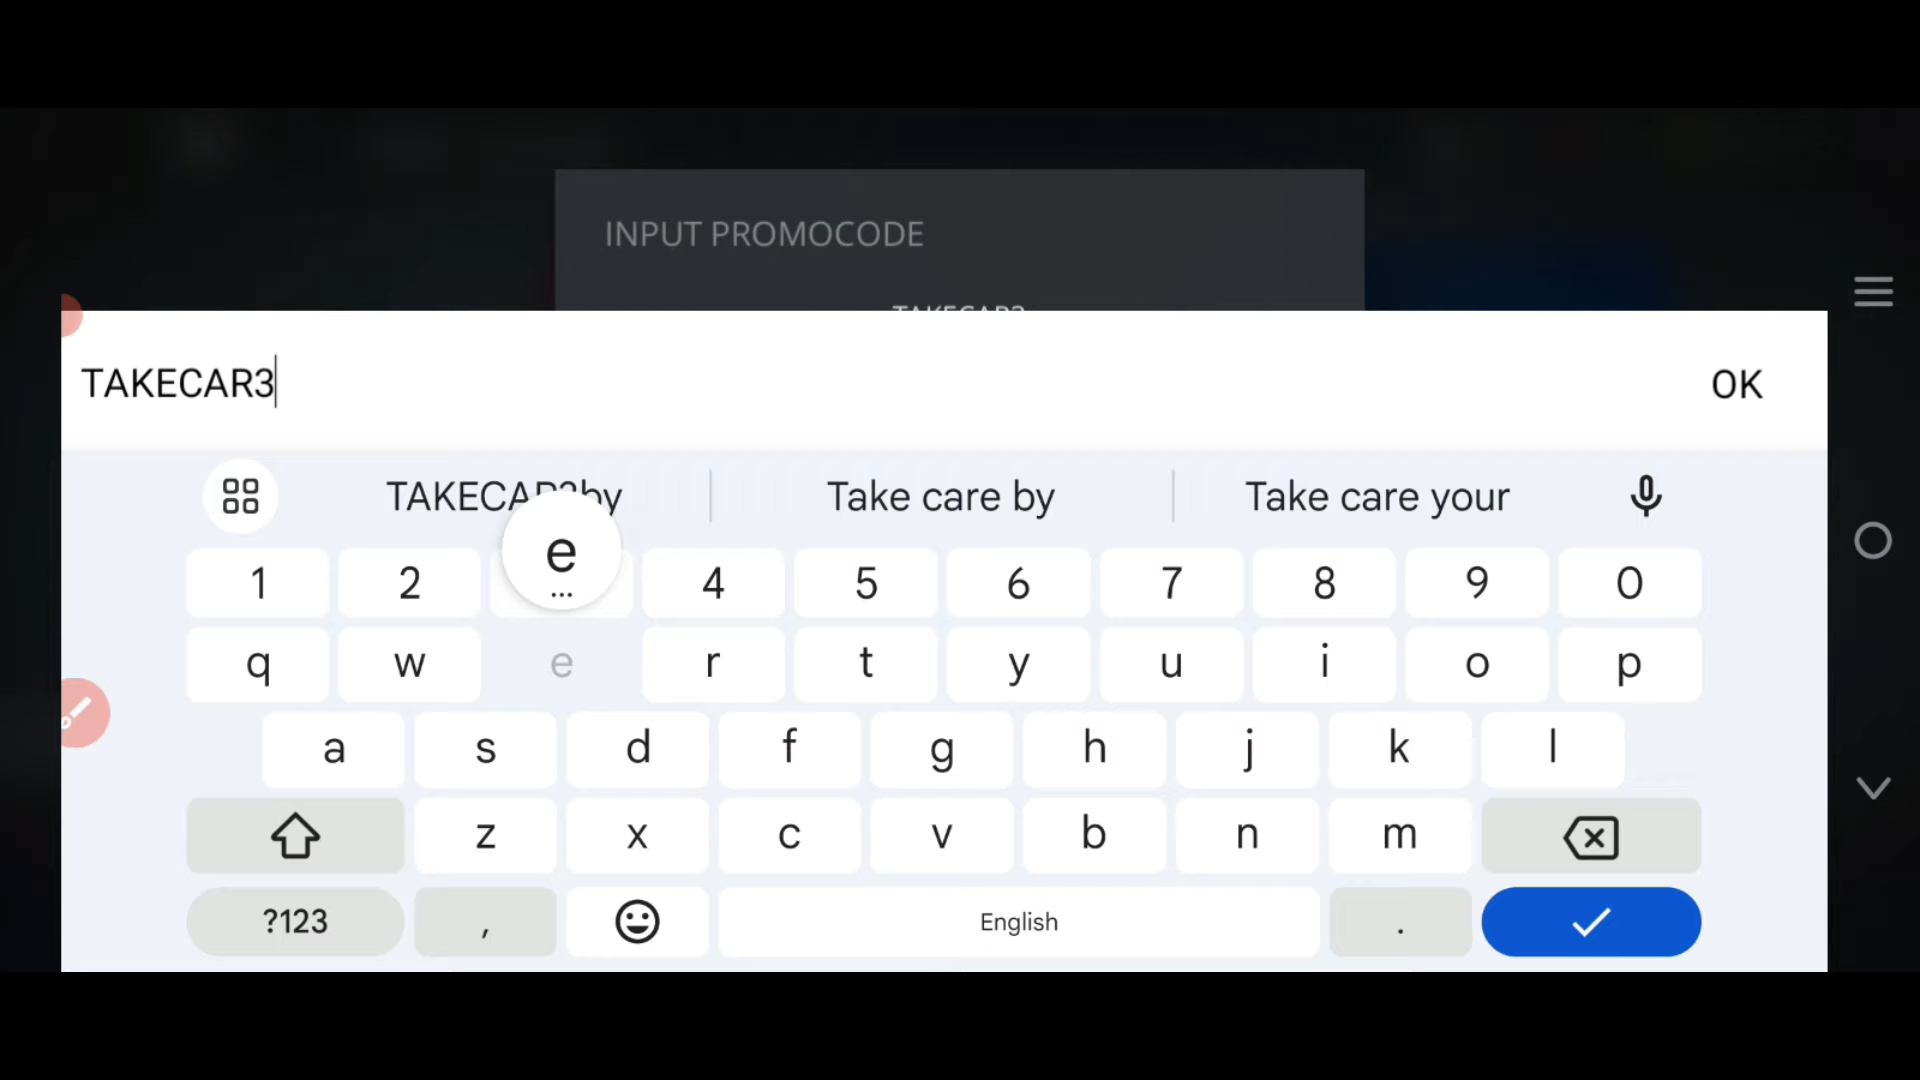 INPUT PROMOCODE
TAKECAR3
OK
Take care by
Take care your
e
...
1 2 4 5 6 7 8 9 0
q w e r t y u i o p
a s d f g h j k l
z x c v b n m
?123 , English .